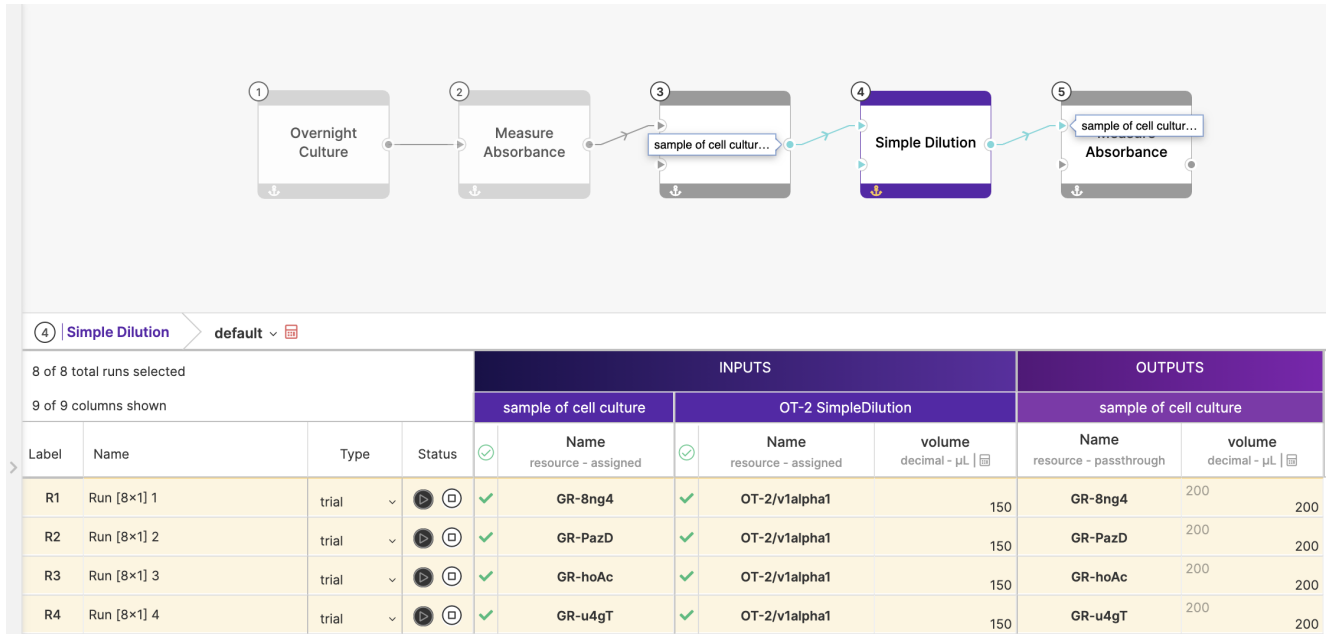 1
2
3
4
5
Overnight
Culture
Measure
Absorbance
sample of cell cultur...
Simple Dilution
sample of cell cultur...
Absorbance
4 | Simple Dilution
default
8 of 8 total runs selected
9 of 9 columns shown
INPUTS
OUTPUTS
sample of cell culture
OT-2 SimpleDilution
sample of cell culture
Label
Name
Type
Status
Name
resource - assigned
Name
resource - assigned
volume
decimal - µL
Name
resource - passthrough
volume
decimal - µL
R1 Run [8×1] 1 trial GR-8ng4 OT-2/v1alpha1 150 GR-8ng4 200 200
R2 Run [8×1] 2 trial GR-PazD OT-2/v1alpha1 150 GR-PazD 200 200
R3 Run [8×1] 3 trial GR-hoAc OT-2/v1alpha1 150 GR-hoAc 200 200
R4 Run [8×1] 4 trial GR-u4gT OT-2/v1alpha1 150 GR-u4gT 200 200